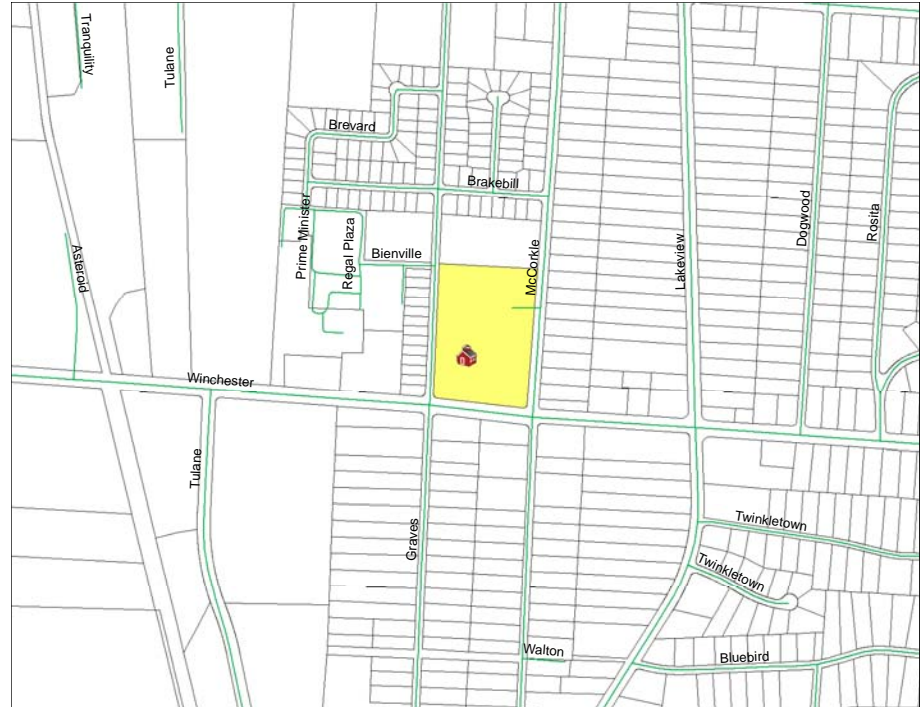 Tranquility
Tulane
Brevard
Brakebill
Prime Minister
Regal Plaza
Bienville
McCorkle
Lakeview
Dogwood
Rosita
Asteroid
Winchester
Tulane
Graves
Twinkletown
Twinkletown
Walton
Bluebird